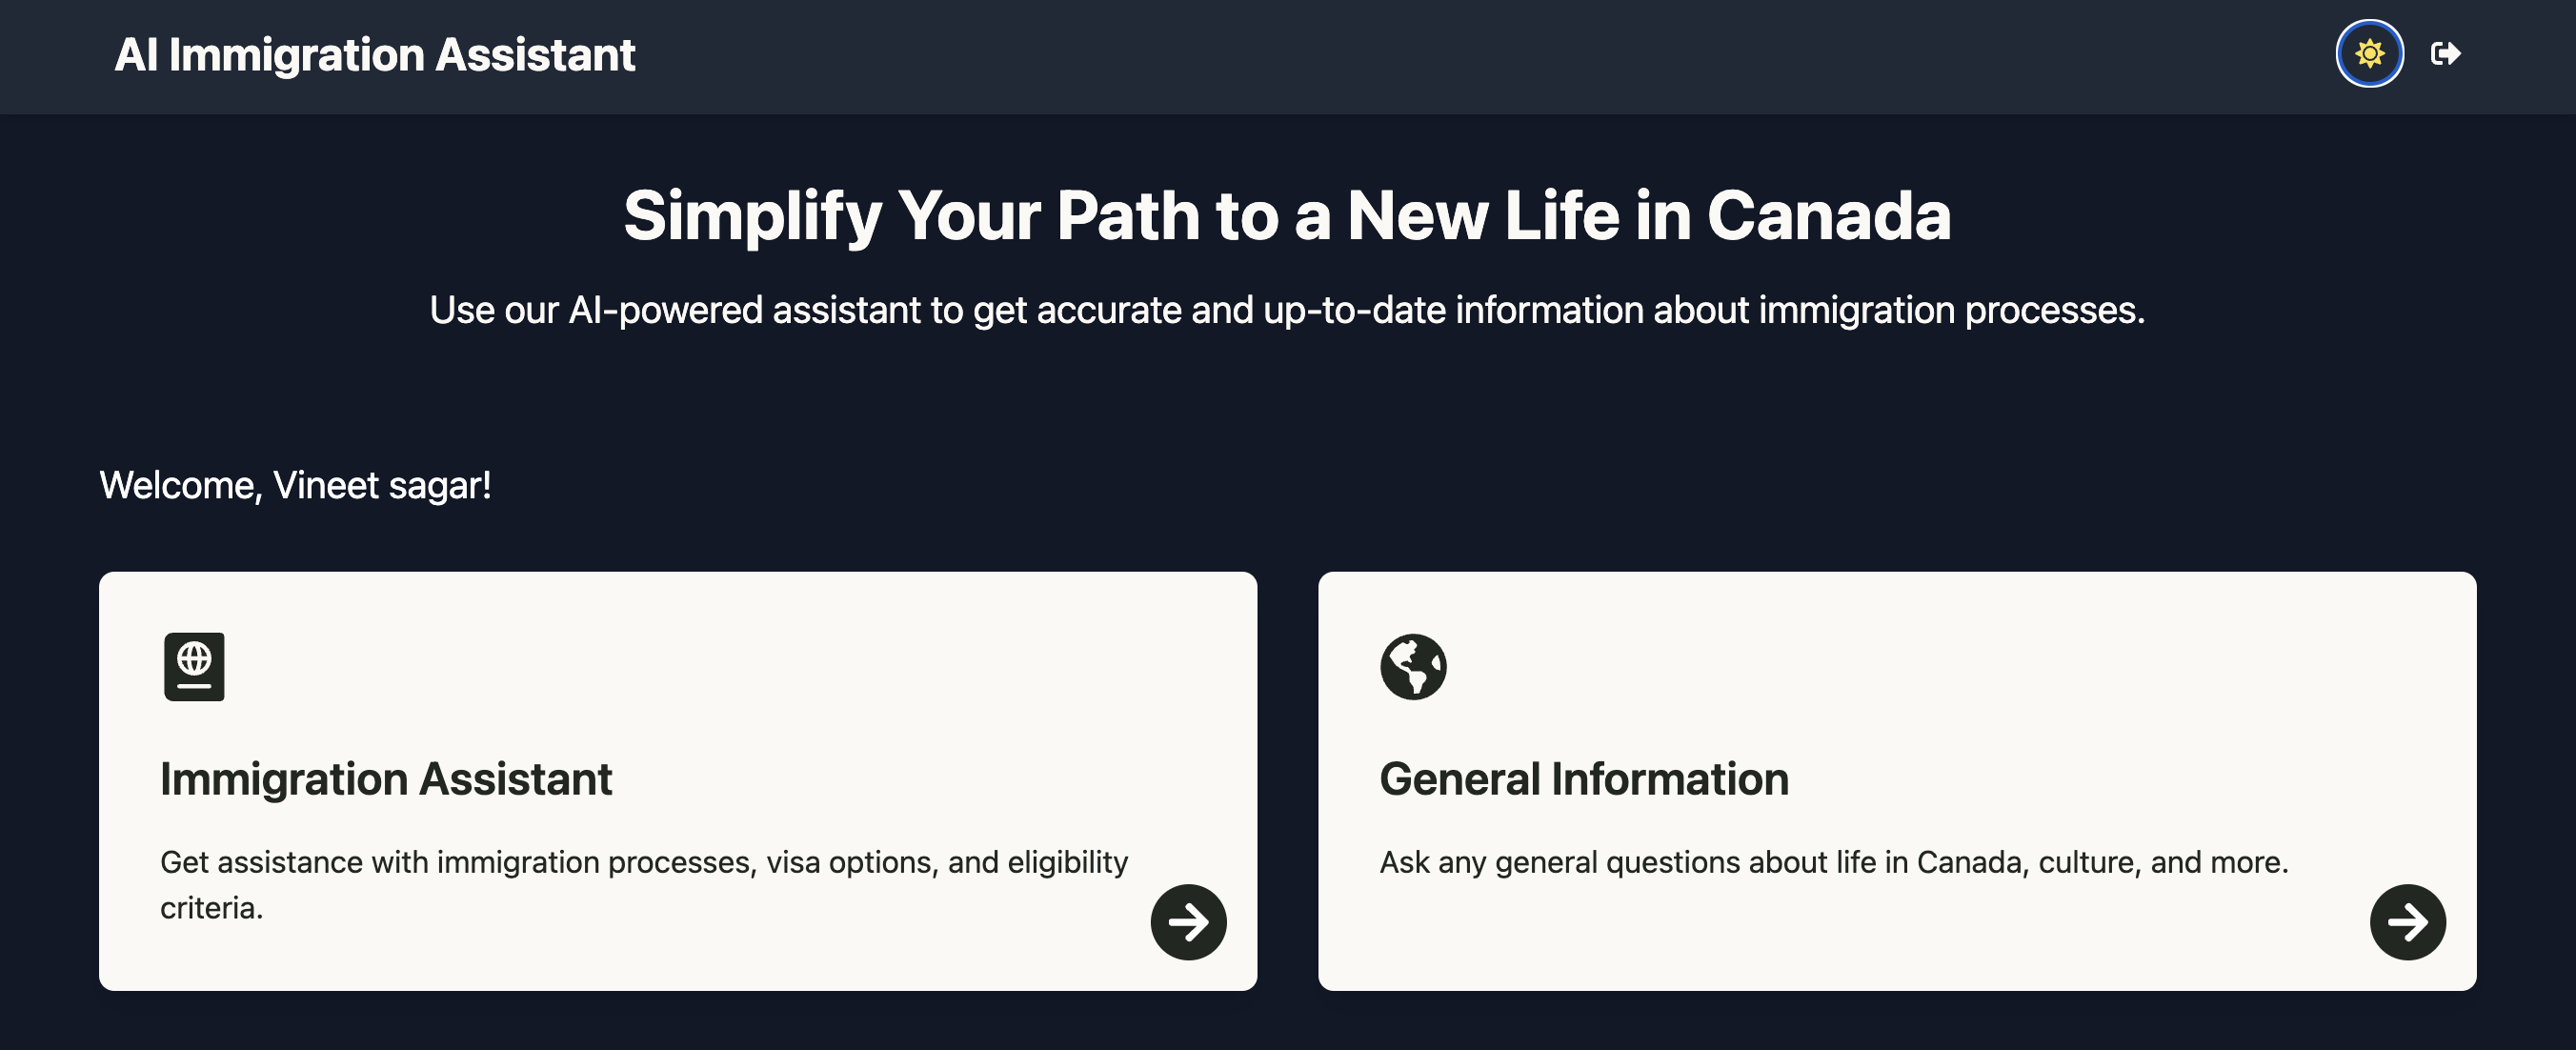 AI Immigration Assistant
Simplify Your Path to a New Life in Canada
Use our AI-powered assistant to get accurate and up-to-date information about immigration processes.
Welcome, Vineet sagar!
Immigration Assistant
Get assistance with immigration processes, visa options, and eligibility
criteria.
General Information
Ask any general questions about life in Canada, culture, and more.